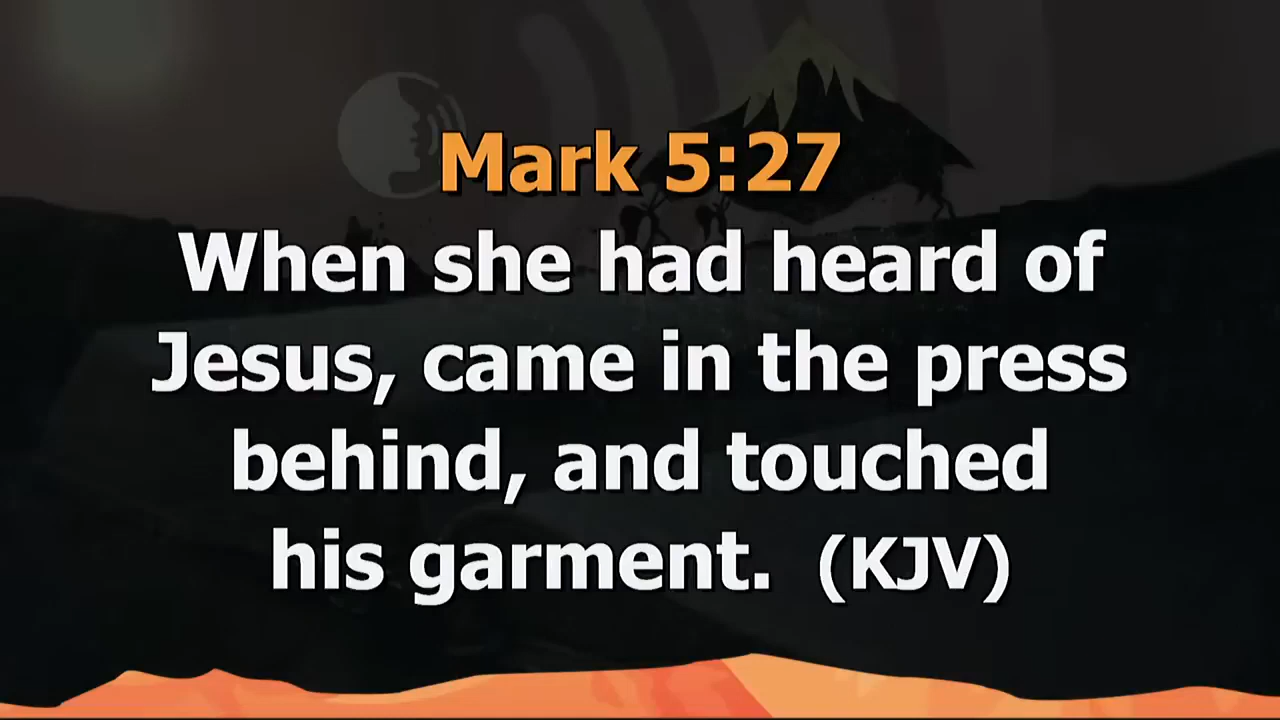 Mark 5:27
When she had heard of
Jesus, came in the press
behind, and touched
his garment. (KJV)